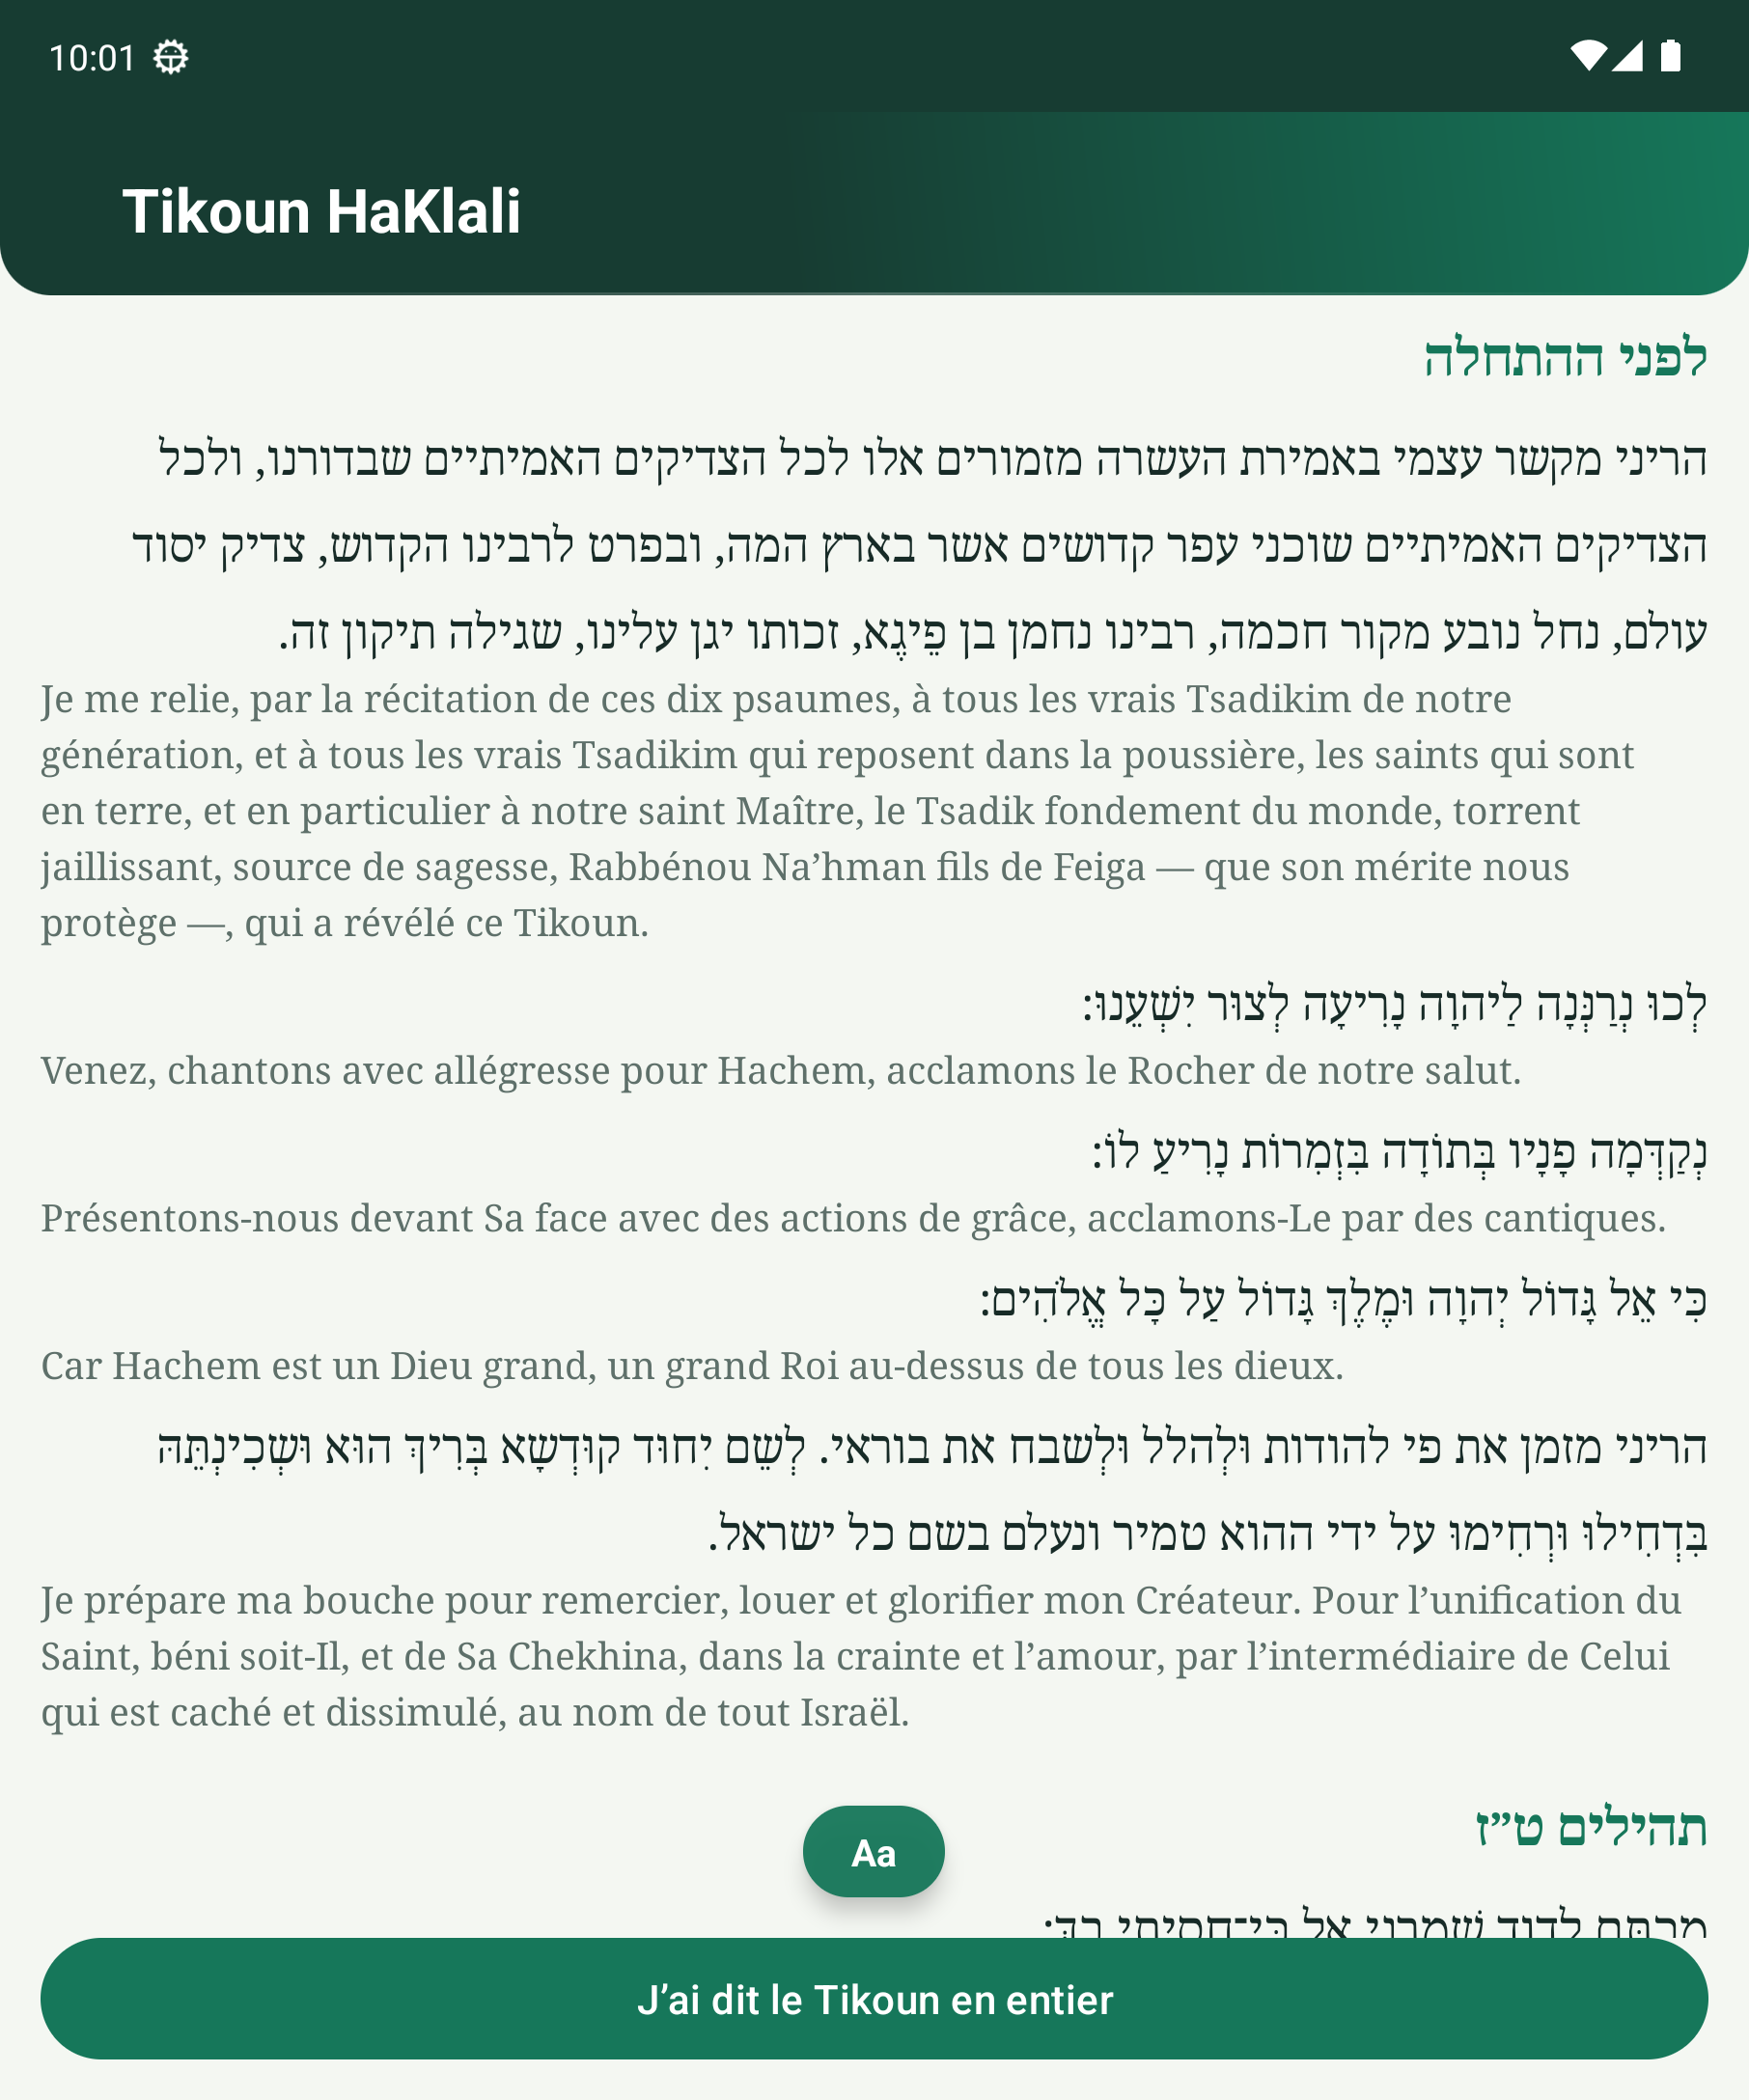 10:01
Tikoun HaKlali
לפני ההתחלה
הריני מקשר עצמי באמירת העשרה מזמורים אלו לכל הצדיקים האמיתיים שבדורנו, ולכל
הצדיקים האמיתיים שוכני עפר קדושים אשר בארץ המה, ובפרט לרבינו הקדוש, צדיק יסוד
עולם, נחל נובע מקור חכמה, רבינו נחמן בן פֵיגֶא, זכותו יגן עלינו, שגילה תיקון זה.
Je me relie, par la récitation de ces dix psaumes, à tous les vrais Tsadikim de notre
génération, et à tous les vrais Tsadikim qui reposent dans la poussière, les saints qui sont
en terre, et en particulier à notre saint Maître, le Tsadik fondement du monde, torrent
jaillissant, source de sagesse, Rabbénou Na’hman fils de Feiga — que son mérite nous
protège —, qui a révélé ce Tikoun.
לְכוּ נְרַנְּנָה לַיהוָה נָרִיעָה לְצוּר יִשְׁעֵנוּ:
Venez, chantons avec allégresse pour Hachem, acclamons le Rocher de notre salut.
נְקַדְּמָה פָנָיו בְּתוֹדָה בִּזְמִרוֹת נָרִיעַ לוֹ:
Présentons-nous devant Sa face avec des actions de grâce, acclamons-Le par des cantiques.
כִּי אֵל גָּדוֹל יְהוָה וּמֶלֶךְ גָּדוֹל עַל כָּל אֱלֹהִים:
Car Hachem est un Dieu grand, un grand Roi au-dessus de tous les dieux.
הריני מזמן את פי להודות וּלְהלל וּלְשבח את בוראי. לְשֵׁם יִחוּד קוּדְשָׁא בְּרִיךְ הוּא וּשְׁכִינְתֵּהּ
בִּדְחִילוּ וּרְחִימוּ על ידי ההוא טמיר ונעלם בשם כל ישראל.
Je prépare ma bouche pour remercier, louer et glorifier mon Créateur. Pour l’unification du
Saint, béni soit-Il, et de Sa Chekhina, dans la crainte et l’amour, par l’intermédiaire de Celui
qui est caché et dissimulé, au nom de tout Israël.
תהילים ט״ז
מכתם לדוד שמרני אל כי־חסיתי בך:
Aa
J’ai dit le Tikoun en entier